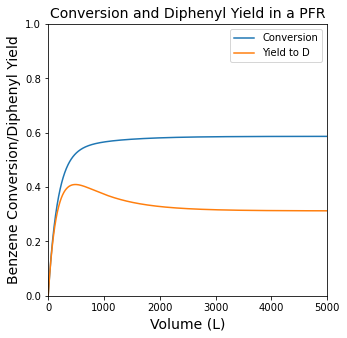 Conversion and Diphenyl Yield in a PFR
Benzene Conversion/Diphenyl Yield
1.0
0.8
0.6
0.4
0.2
0.0
Conversion
Yield to D
0
1000
2000
3000
4000
5000
Volume (L)